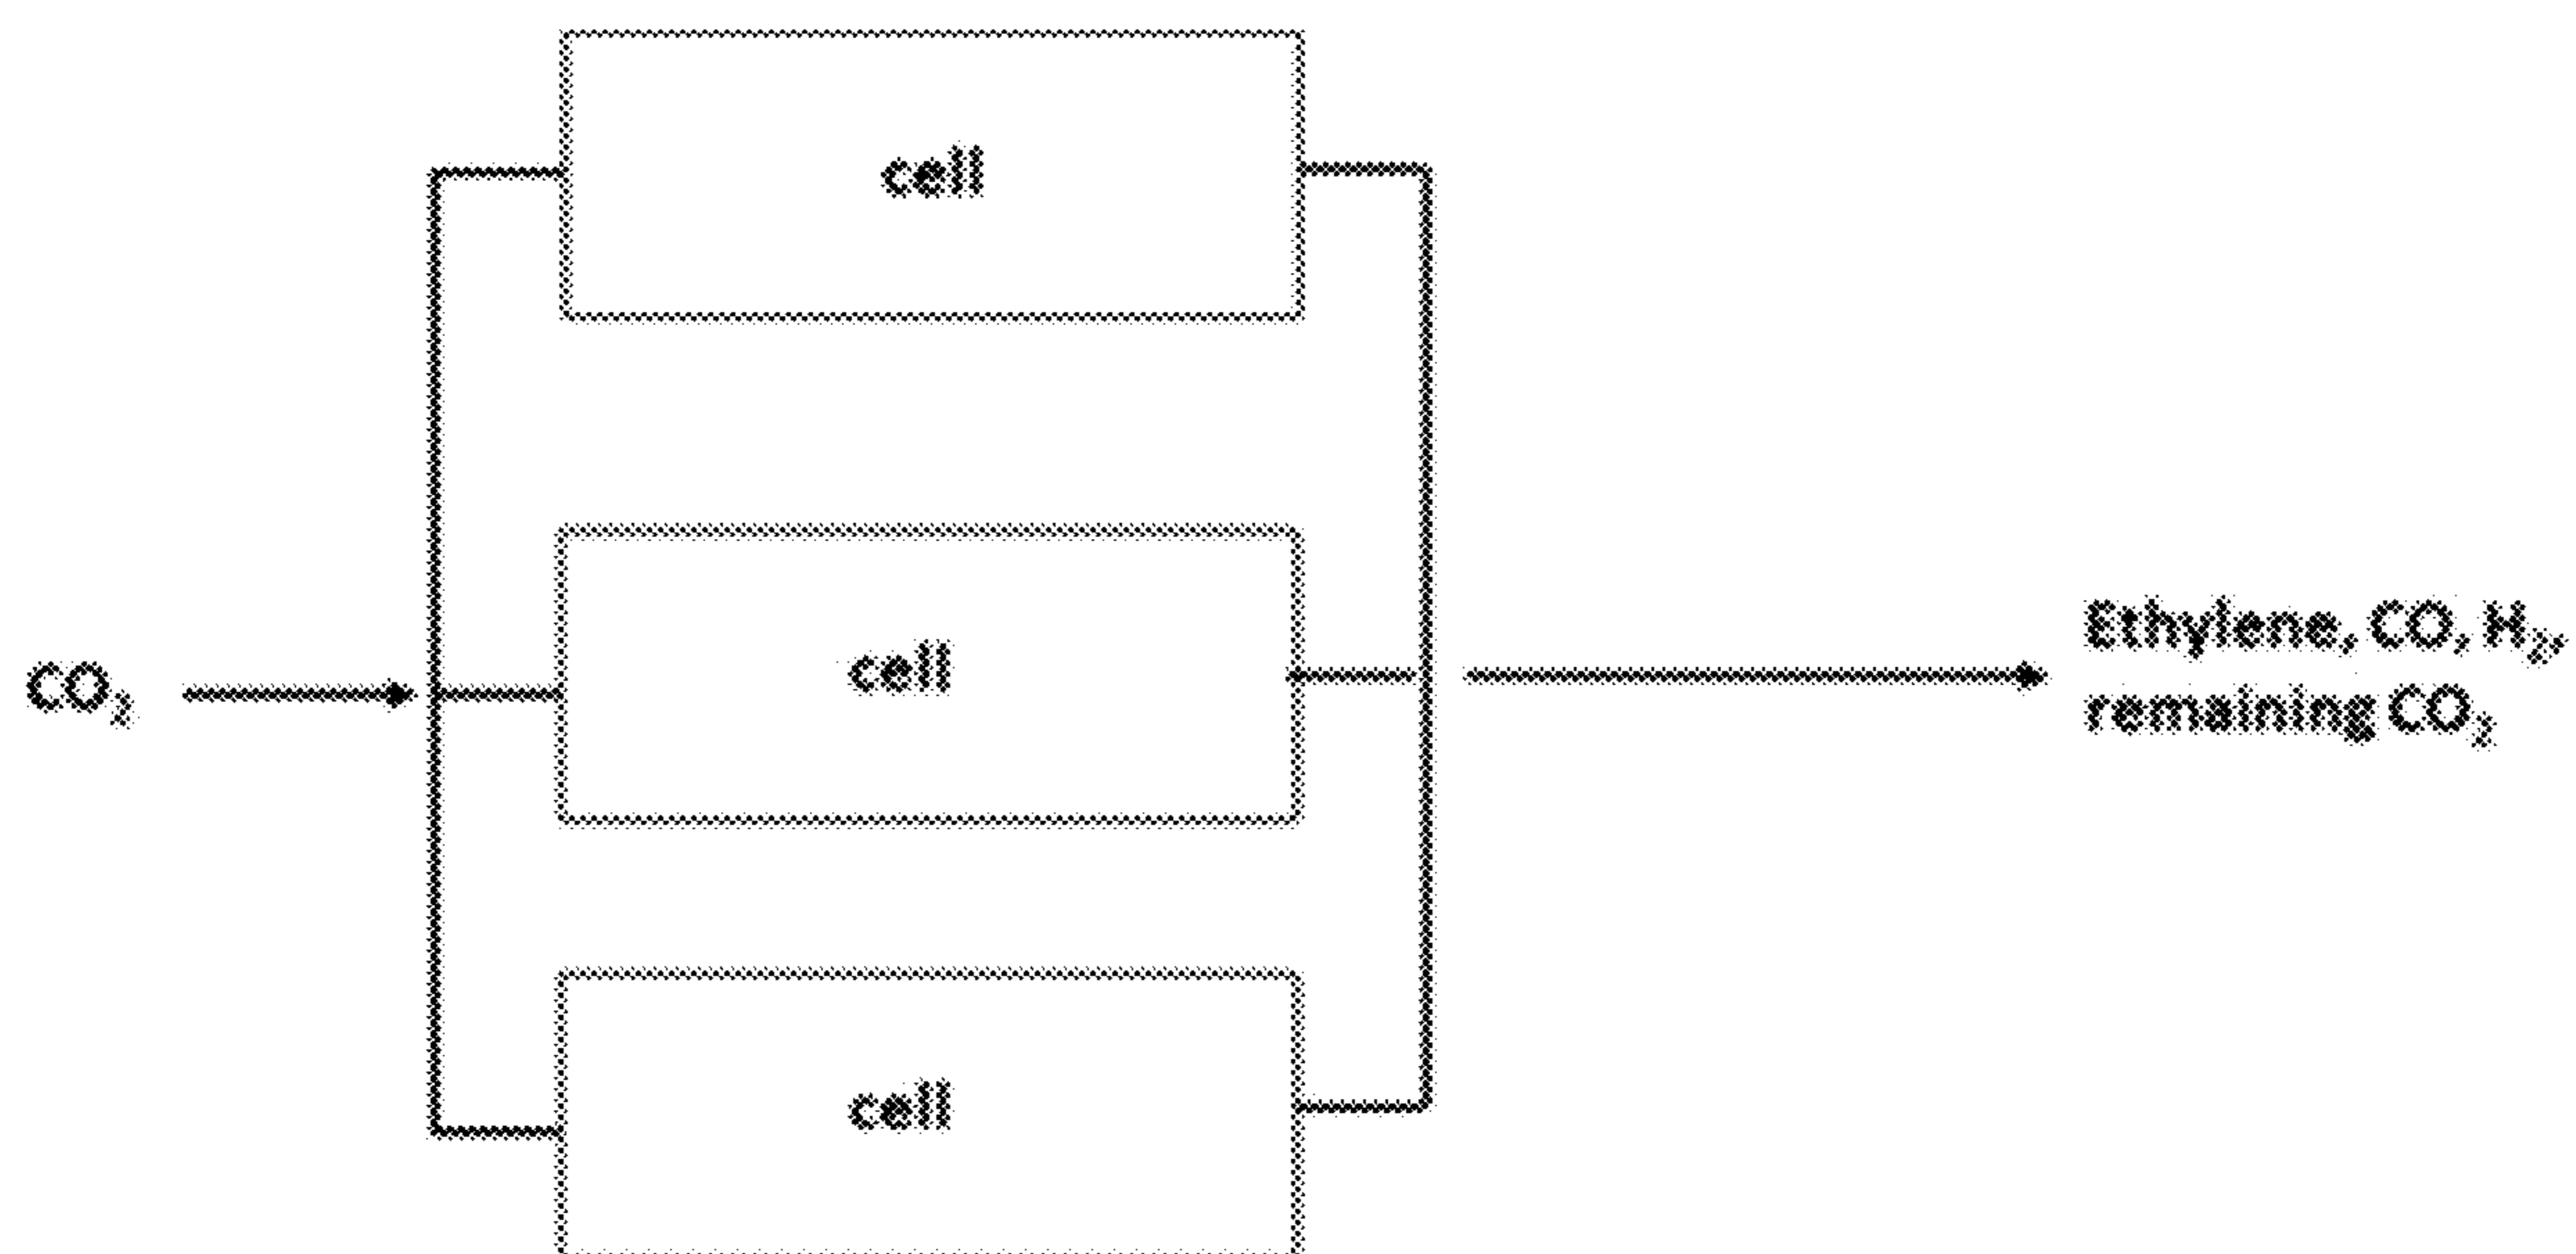 cell
CO₂
cell
Ethylene, CO, H₂,
remaining CO₂
cell